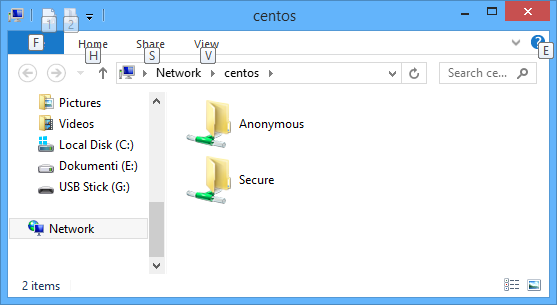 centos
1 2
F
Home Share View
H S V E
Network centos
Search ce...
Pictures
Videos
Local Disk (C:)
Dokumenti (E:)
USB Stick (G:)
Network
Anonymous
Secure
2 items